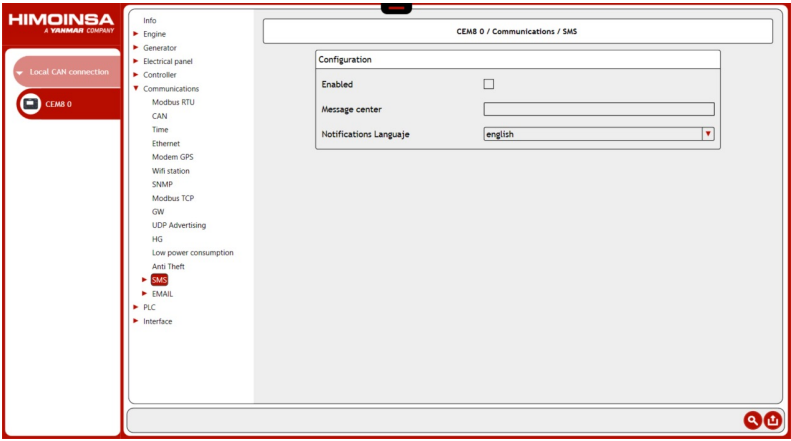 HIMOINSA
A YANMAR COMPANY
Local CAN connection
CEM8 0
Info
Engine
Generator
Electrical panel
Controller
Communications
Modbus RTU
CAN
Time
Ethernet
Modem GPS
Wifi station
SNMP
Modbus TCP
GW
UDP Advertising
HG
Low power consumption
Anti Theft
SMS
EMAIL
PLC
Interface
CEM8 0 / Communications / SMS
Configuration
Enabled
Message center
Notifications Languaje
english